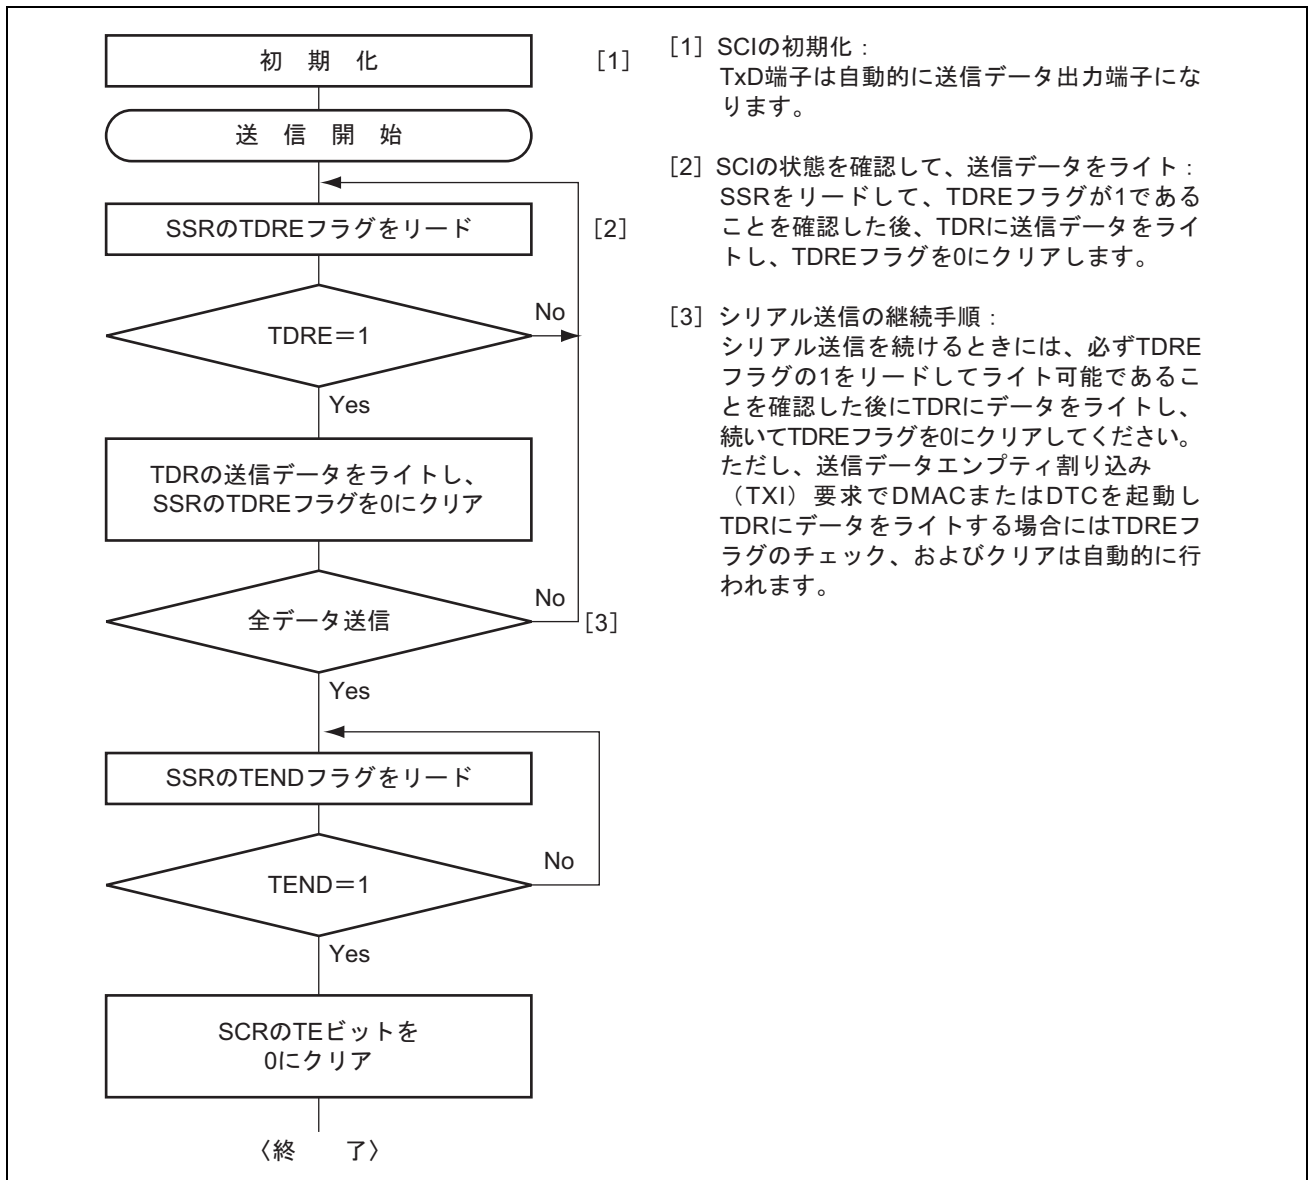 初　期　化
[1]
送　信　開　始
SSRのTDREフラグをリード
[2]
TDRE＝1
No
Yes
TDRの送信データをライトし、
SSRのTDREフラグを0にクリア
全データ送信
No
[3]
Yes
SSRのTENDフラグをリード
TEND＝1
No
Yes
SCRのTEビットを
0にクリア
〈終　　了〉
[1] SCIの初期化：
TxD端子は自動的に送信データ出力端子にな
ります。
[2] SCIの状態を確認して、送信データをライト：
SSRをリードして、TDREフラグが1である
ことを確認した後、TDRに送信データをライ
トし、TDREフラグを0にクリアします。
[3] シリアル送信の継続手順：
シリアル送信を続けるときには、必ずTDRE
フラグの1をリードしてライト可能であるこ
とを確認した後にTDRにデータをライトし、
続いてTDREフラグを0にクリアしてください。
ただし、送信データエンプティ割り込み
（TXI）要求でDMACまたはDTCを起動し
TDRにデータをライトする場合にはTDREフ
ラグのチェック、およびクリアは自動的に行
われます。